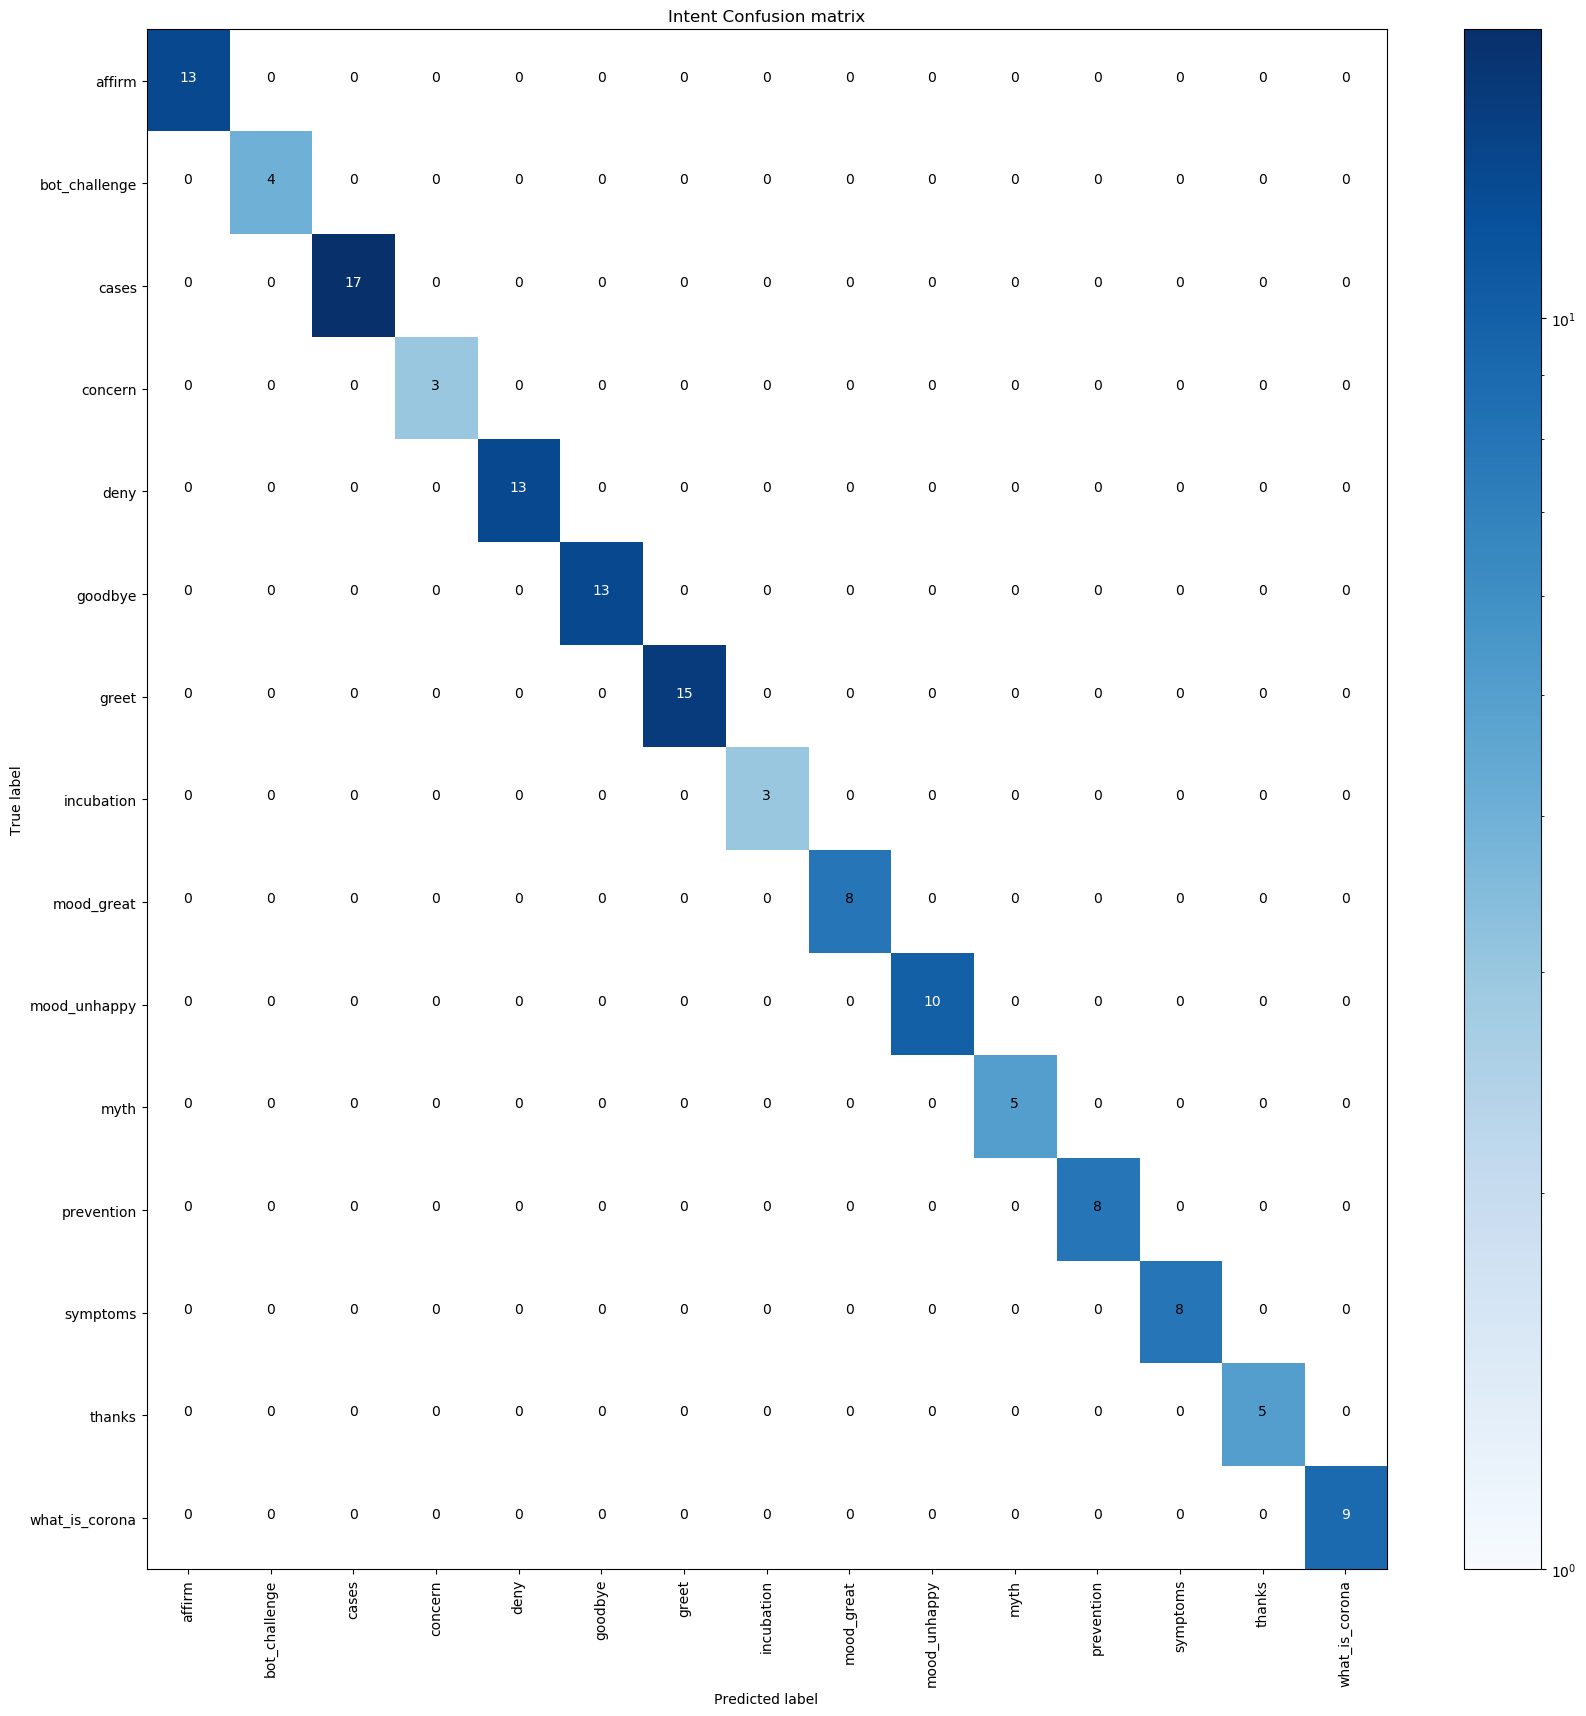 Intent Confusion matrix
affirm 13 0 0 0 0 0 0 0 0 0 0 0 0 0 0
bot_challenge 0 4 0 0 0 0 0 0 0 0 0 0 0 0 0
cases 0 0 17 0 0 0 0 0 0 0 0 0 0 0 0
10¹
concern 0 0 0 3 0 0 0 0 0 0 0 0 0 0 0
deny 0 0 0 0 13 0 0 0 0 0 0 0 0 0 0
goodbye 0 0 0 0 0 13 0 0 0 0 0 0 0 0 0
greet 0 0 0 0 0 0 15 0 0 0 0 0 0 0 0
True label
incubation 0 0 0 0 0 0 0 3 0 0 0 0 0 0 0
mood_great 0 0 0 0 0 0 0 0 8 0 0 0 0 0 0
mood_unhappy 0 0 0 0 0 0 0 0 0 10 0 0 0 0 0
myth 0 0 0 0 0 0 0 0 0 0 5 0 0 0 0
prevention 0 0 0 0 0 0 0 0 0 0 0 8 0 0 0
symptoms 0 0 0 0 0 0 0 0 0 0 0 0 8 0 0
thanks 0 0 0 0 0 0 0 0 0 0 0 0 0 5 0
what_is_corona 0 0 0 0 0 0 0 0 0 0 0 0 0 0 9
10⁰
affirm
bot_challenge
cases
concern
deny
goodbye
greet
incubation
mood_great
mood_unhappy
myth
prevention
symptoms
thanks
what_is_corona
Predicted label